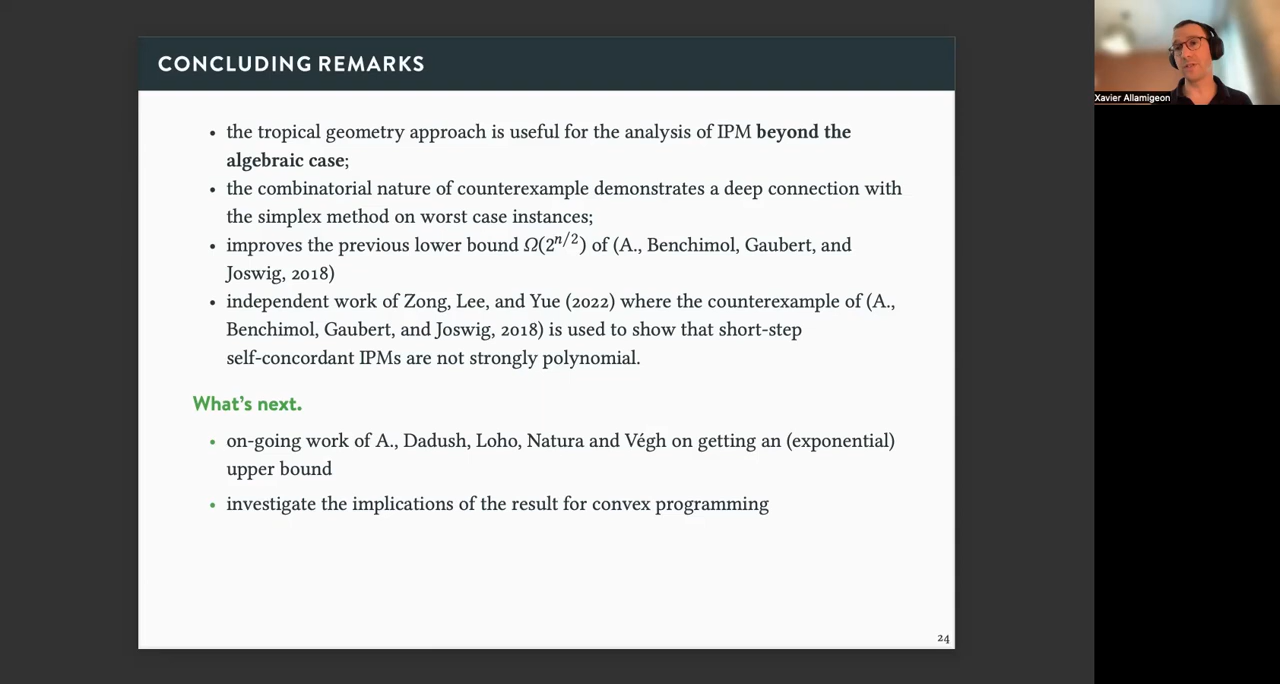 CONCLUDING REMARKS
Xavier Allamigeon
• the tropical geometry approach is useful for the analysis of IPM beyond the
algebraic case;
• the combinatorial nature of counterexample demonstrates a deep connection with
the simplex method on worst case instances;
• improves the previous lower bound Ω(2^{n/2}) of (A., Benchimol, Gaubert, and
Joswig, 2018)
• independent work of Zong, Lee, and Yue (2022) where the counterexample of (A.,
Benchimol, Gaubert, and Joswig, 2018) is used to show that short-step
self-concordant IPMs are not strongly polynomial.
What's next.
• on-going work of A., Dadush, Loho, Natura and Végh on getting an (exponential)
upper bound
• investigate the implications of the result for convex programming
24